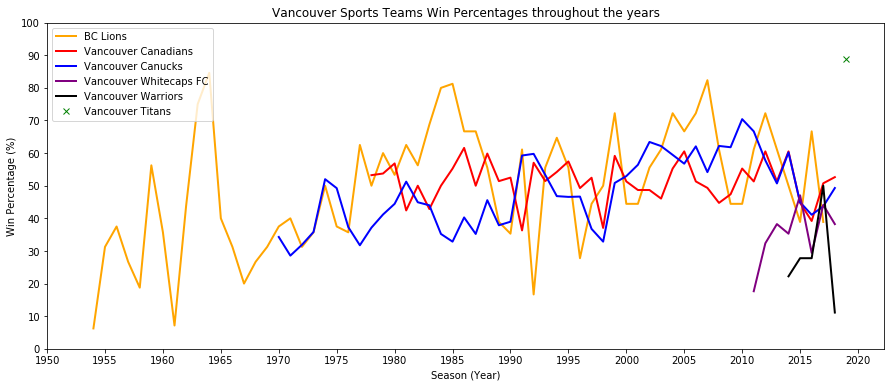 Vancouver Sports Teams Win Percentages throughout the years
BC Lions
Vancouver Canadians
Vancouver Canucks
Vancouver Whitecaps FC
Vancouver Warriors
Vancouver Titans
Win Percentage (%)
100
90
80
70
60
50
40
30
20
10
0
1950 1955 1960 1965 1970 1975 1980 1985 1990 1995 2000 2005 2010 2015 2020
Season (Year)